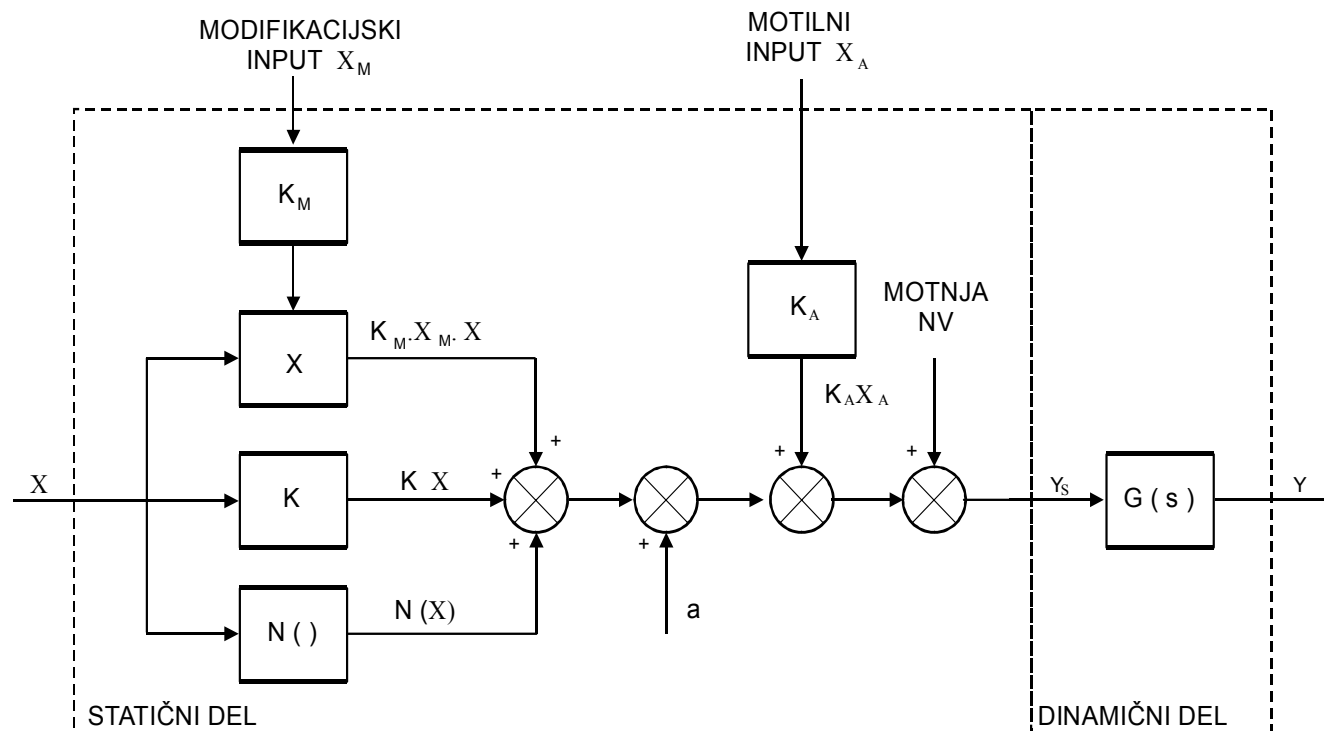 MODIFIKACIJSKI
INPUT X_M
MOTILNI
INPUT X_A
K_M
K_A
MOTNJA
NV
X
K_M.X_M. X
K_AX_A
+
+
+
+
+
+
X
K
K X
Y_S
G ( s )
Y
N ( )
N (X)
a
STATIČNI DEL
DINAMIČNI DEL